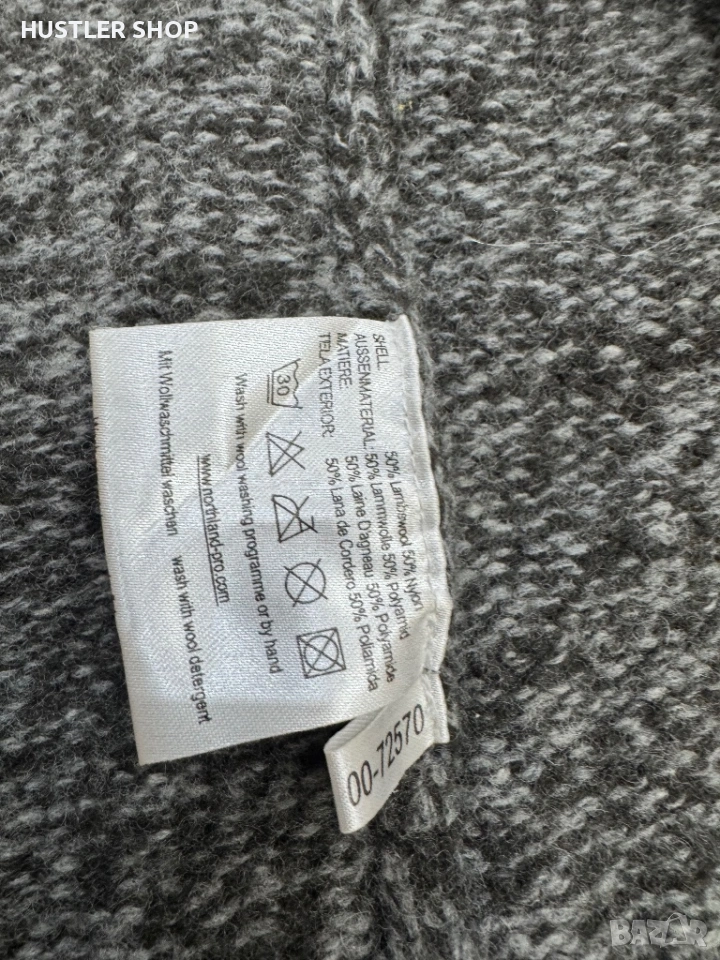 HUSTLER SHOP
SHELL: 50% Lambswool 50% Nylon
AUSSENMATERIAL: 50% Lammwolle 50% Polyamid
MATIERE: 50% Laine D'agneau 50% Polyamide
TELA EXTERIOR: 50% Lana de Cordero 50% Poliamida
30
Wash with wool washing programme or by hand
www.northland-pro.com
Mit Wollwaschmittel waschen wash with wool detergent
00-72570
BAZAR